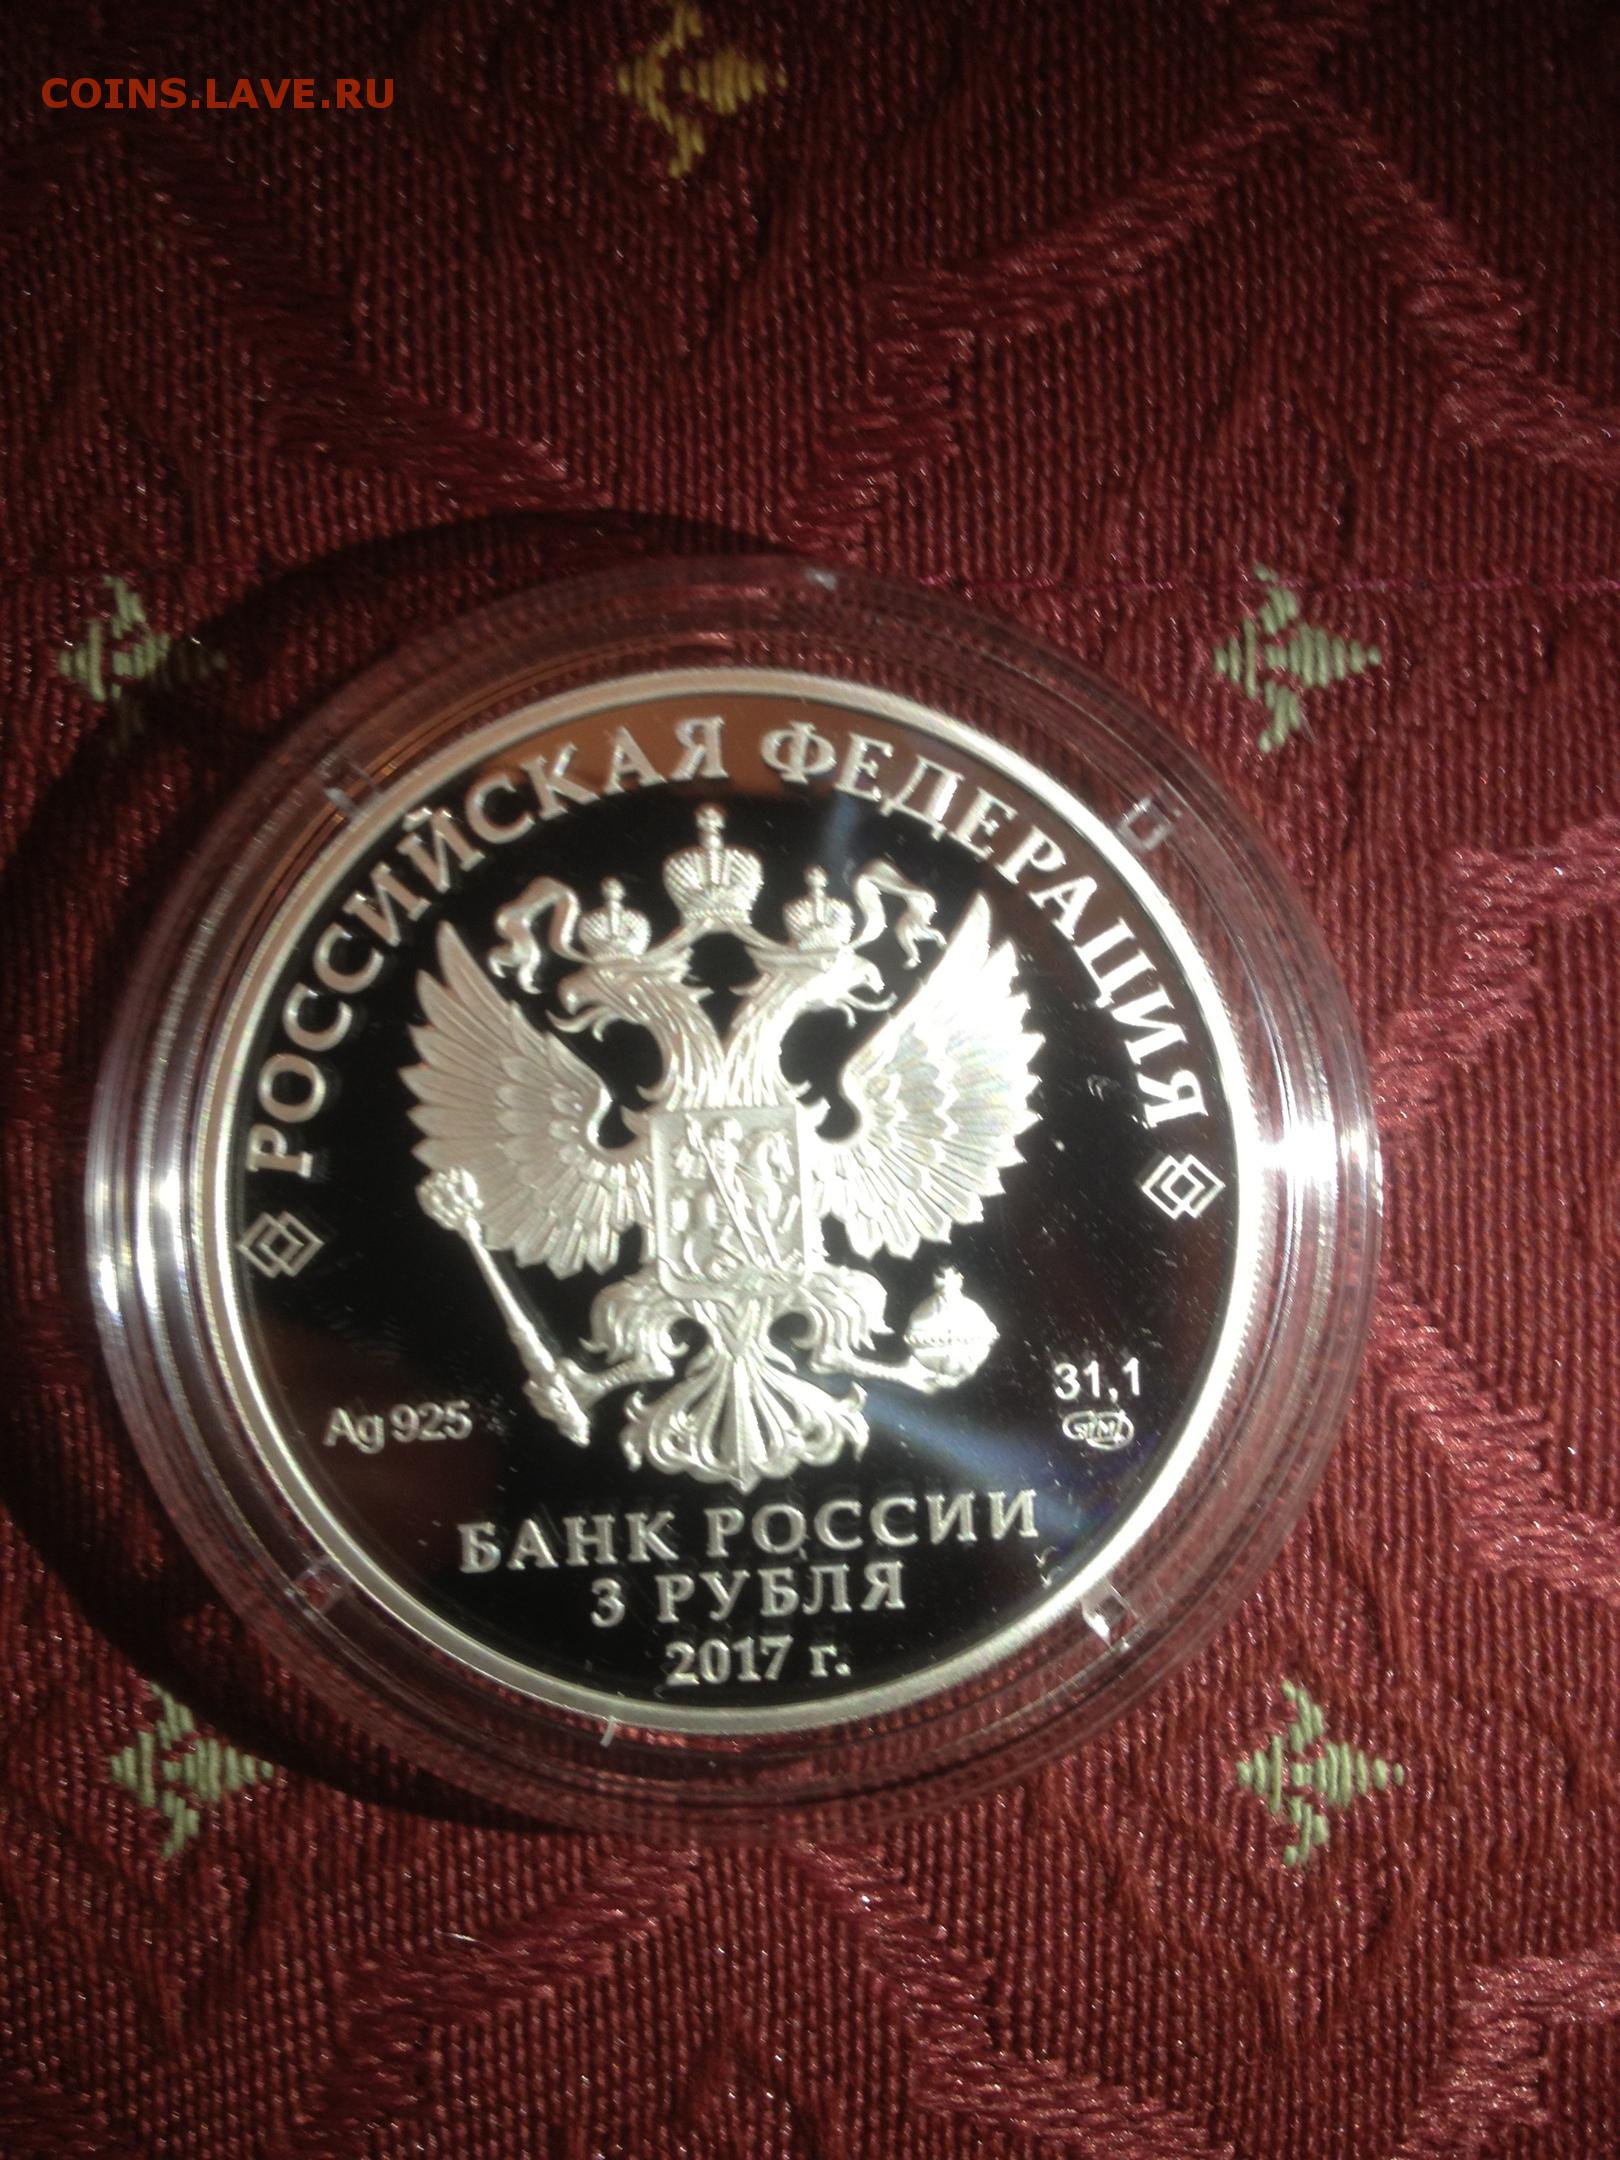 COINS.LAVE.RU
РОССИЙСКАЯ ФЕДЕРАЦИЯ
Ag 925
31,1
БАНК РОССИИ
3 РУБЛЯ
2017 г.